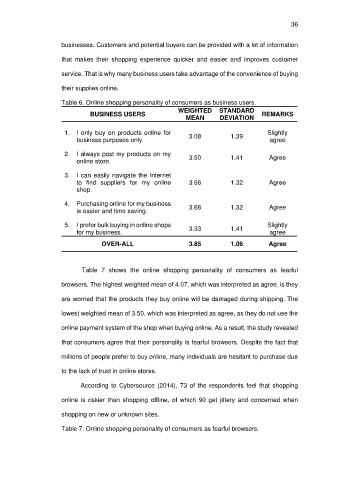 36
businesses. Customers and potential buyers can be provided with a lot of information
that makes their shopping experience quicker and easier and improves customer
service. That is why many business users take advantage of the convenience of buying
their supplies online.
Table 6. Online shopping personality of consumers as business users.
BUSINESS USERS WEIGHTED MEAN STANDARD DEVIATION REMARKS
1. I only buy on products online for business purposes only. 3.08 1.39 Slightly agree
2. I always post my products on my online store. 3.50 1.41 Agree
3. I can easily navigate the Internet to find suppliers for my online shop. 3.66 1.32 Agree
4. Purchasing online for my business is easier and time saving. 3.66 1.32 Agree
5. I prefer bulk buying in online shops for my business. 3.33 1.41 Slightly agree
OVER-ALL 3.85 1.06 Agree
Table 7 shows the online shopping personality of consumers as fearful
browsers. The highest weighted mean of 4.07, which was interpreted as agree, is they
are worried that the products they buy online will be damaged during shipping. The
lowest weighted mean of 3.50, which was interpreted as agree, as they do not use the
online payment system of the shop when buying online. As a result, the study revealed
that consumers agree that their personality is fearful browsers. Despite the fact that
millions of people prefer to buy online, many individuals are hesitant to purchase due
to the lack of trust in online stores.
According to Cybersource (2014), 73 of the respondents feel that shopping
online is riskier than shopping offline, of which 90 get jittery and concerned when
shopping on new or unknown sites.
Table 7. Online shopping personality of consumers as fearful browsers.